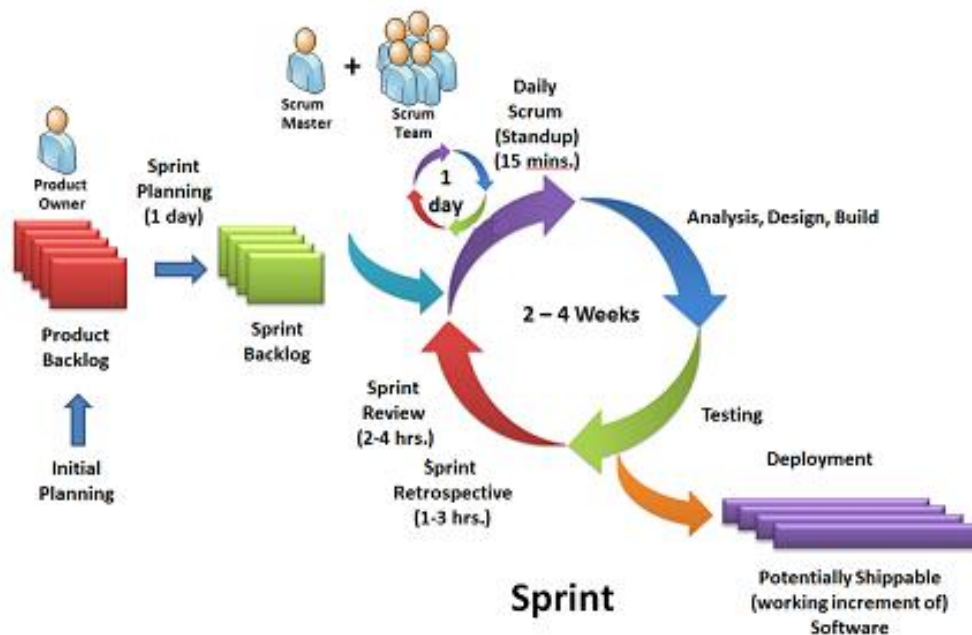 Scrum
Master
+
Scrum
Team
Daily
Scrum
(Standup)
(15 mins.)
Product
Owner
Sprint
Planning
(1 day)
1
day
Analysis, Design, Build
2 – 4 Weeks
Product
Backlog
Sprint
Backlog
Initial
Planning
Sprint
Review
(2-4 hrs.)
Sprint
Retrospective
(1-3 hrs.)
Testing
Deployment
Potentially Shippable
(working increment of)
Software
Sprint